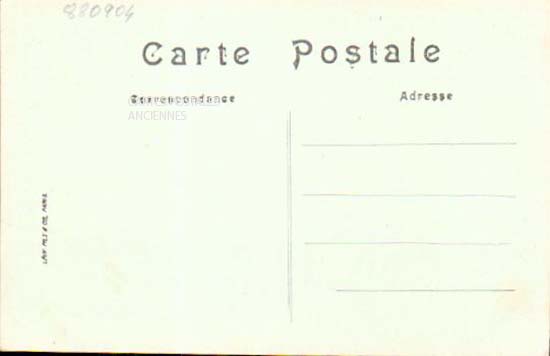 880904
Carte Postale
Correspondance
Adresse
ANCIENNES